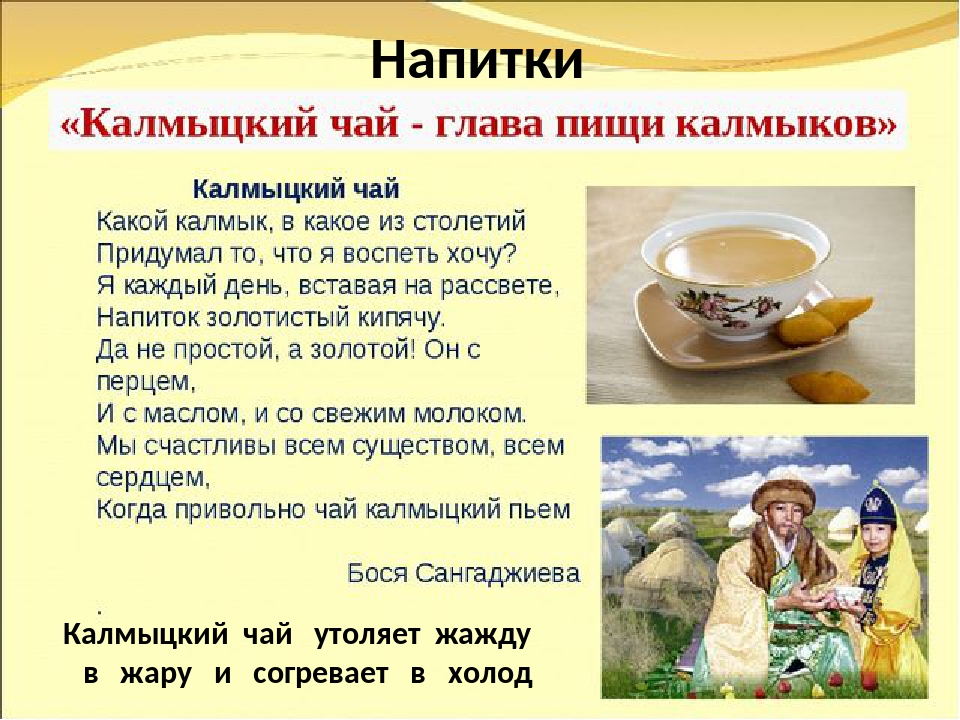 Напитки
«Калмыцкий чай - глава пищи калмыков»
Калмыцкий чай
Какой калмык, в какое из столетий
Придумал то, что я воспеть хочу?
Я каждый день, вставая на рассвете,
Напиток золотистый кипячу.
Да не простой, а золотой! Он с
перцем,
И с маслом, и со свежим молоком.
Мы счастливы всем существом, всем
сердцем,
Когда привольно чай калмыцкий пьем
Бося Сангаджиева
.
Калмыцкий чай утоляет жажду
в жару и согревает в холод